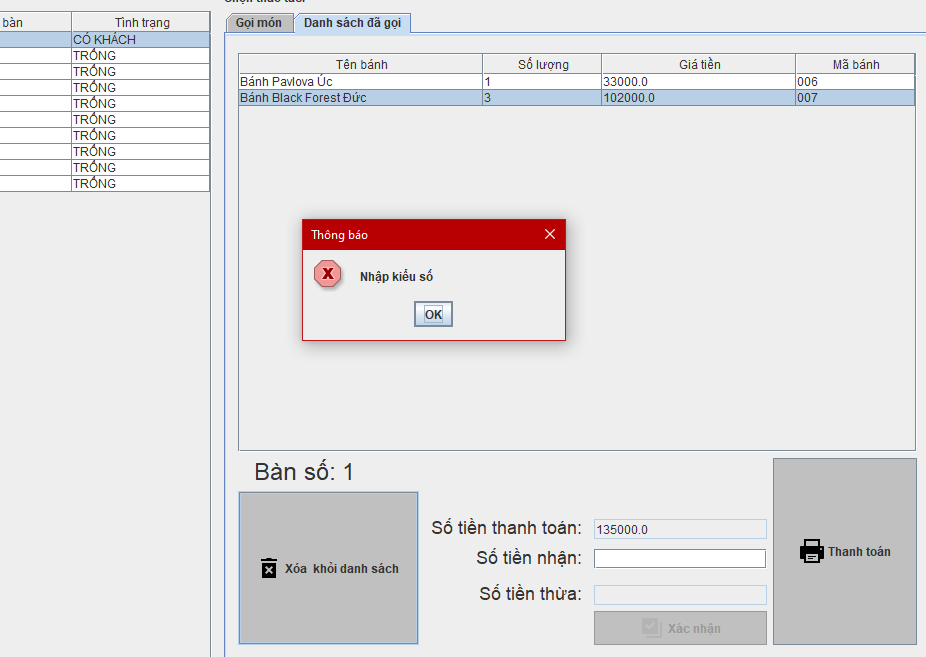 bàn Tình trạng
CÓ KHÁCH
TRỐNG
TRỐNG
TRỐNG
TRỐNG
TRỐNG
TRỐNG
TRỐNG
TRỐNG
TRỐNG
Gọi món Danh sách đã gọi
Tên bánh Số lượng Giá tiền Mã bánh
Bánh Pavlova Úc 1 33000.0 006
Bánh Black Forest Đức 3 102000.0 007
Thông báo
Nhập kiểu số
OK
Bàn số: 1
Xóa khỏi danh sách
Số tiền thanh toán: 135000.0
Số tiền nhận:
Số tiền thừa:
Xác nhận
Thanh toán